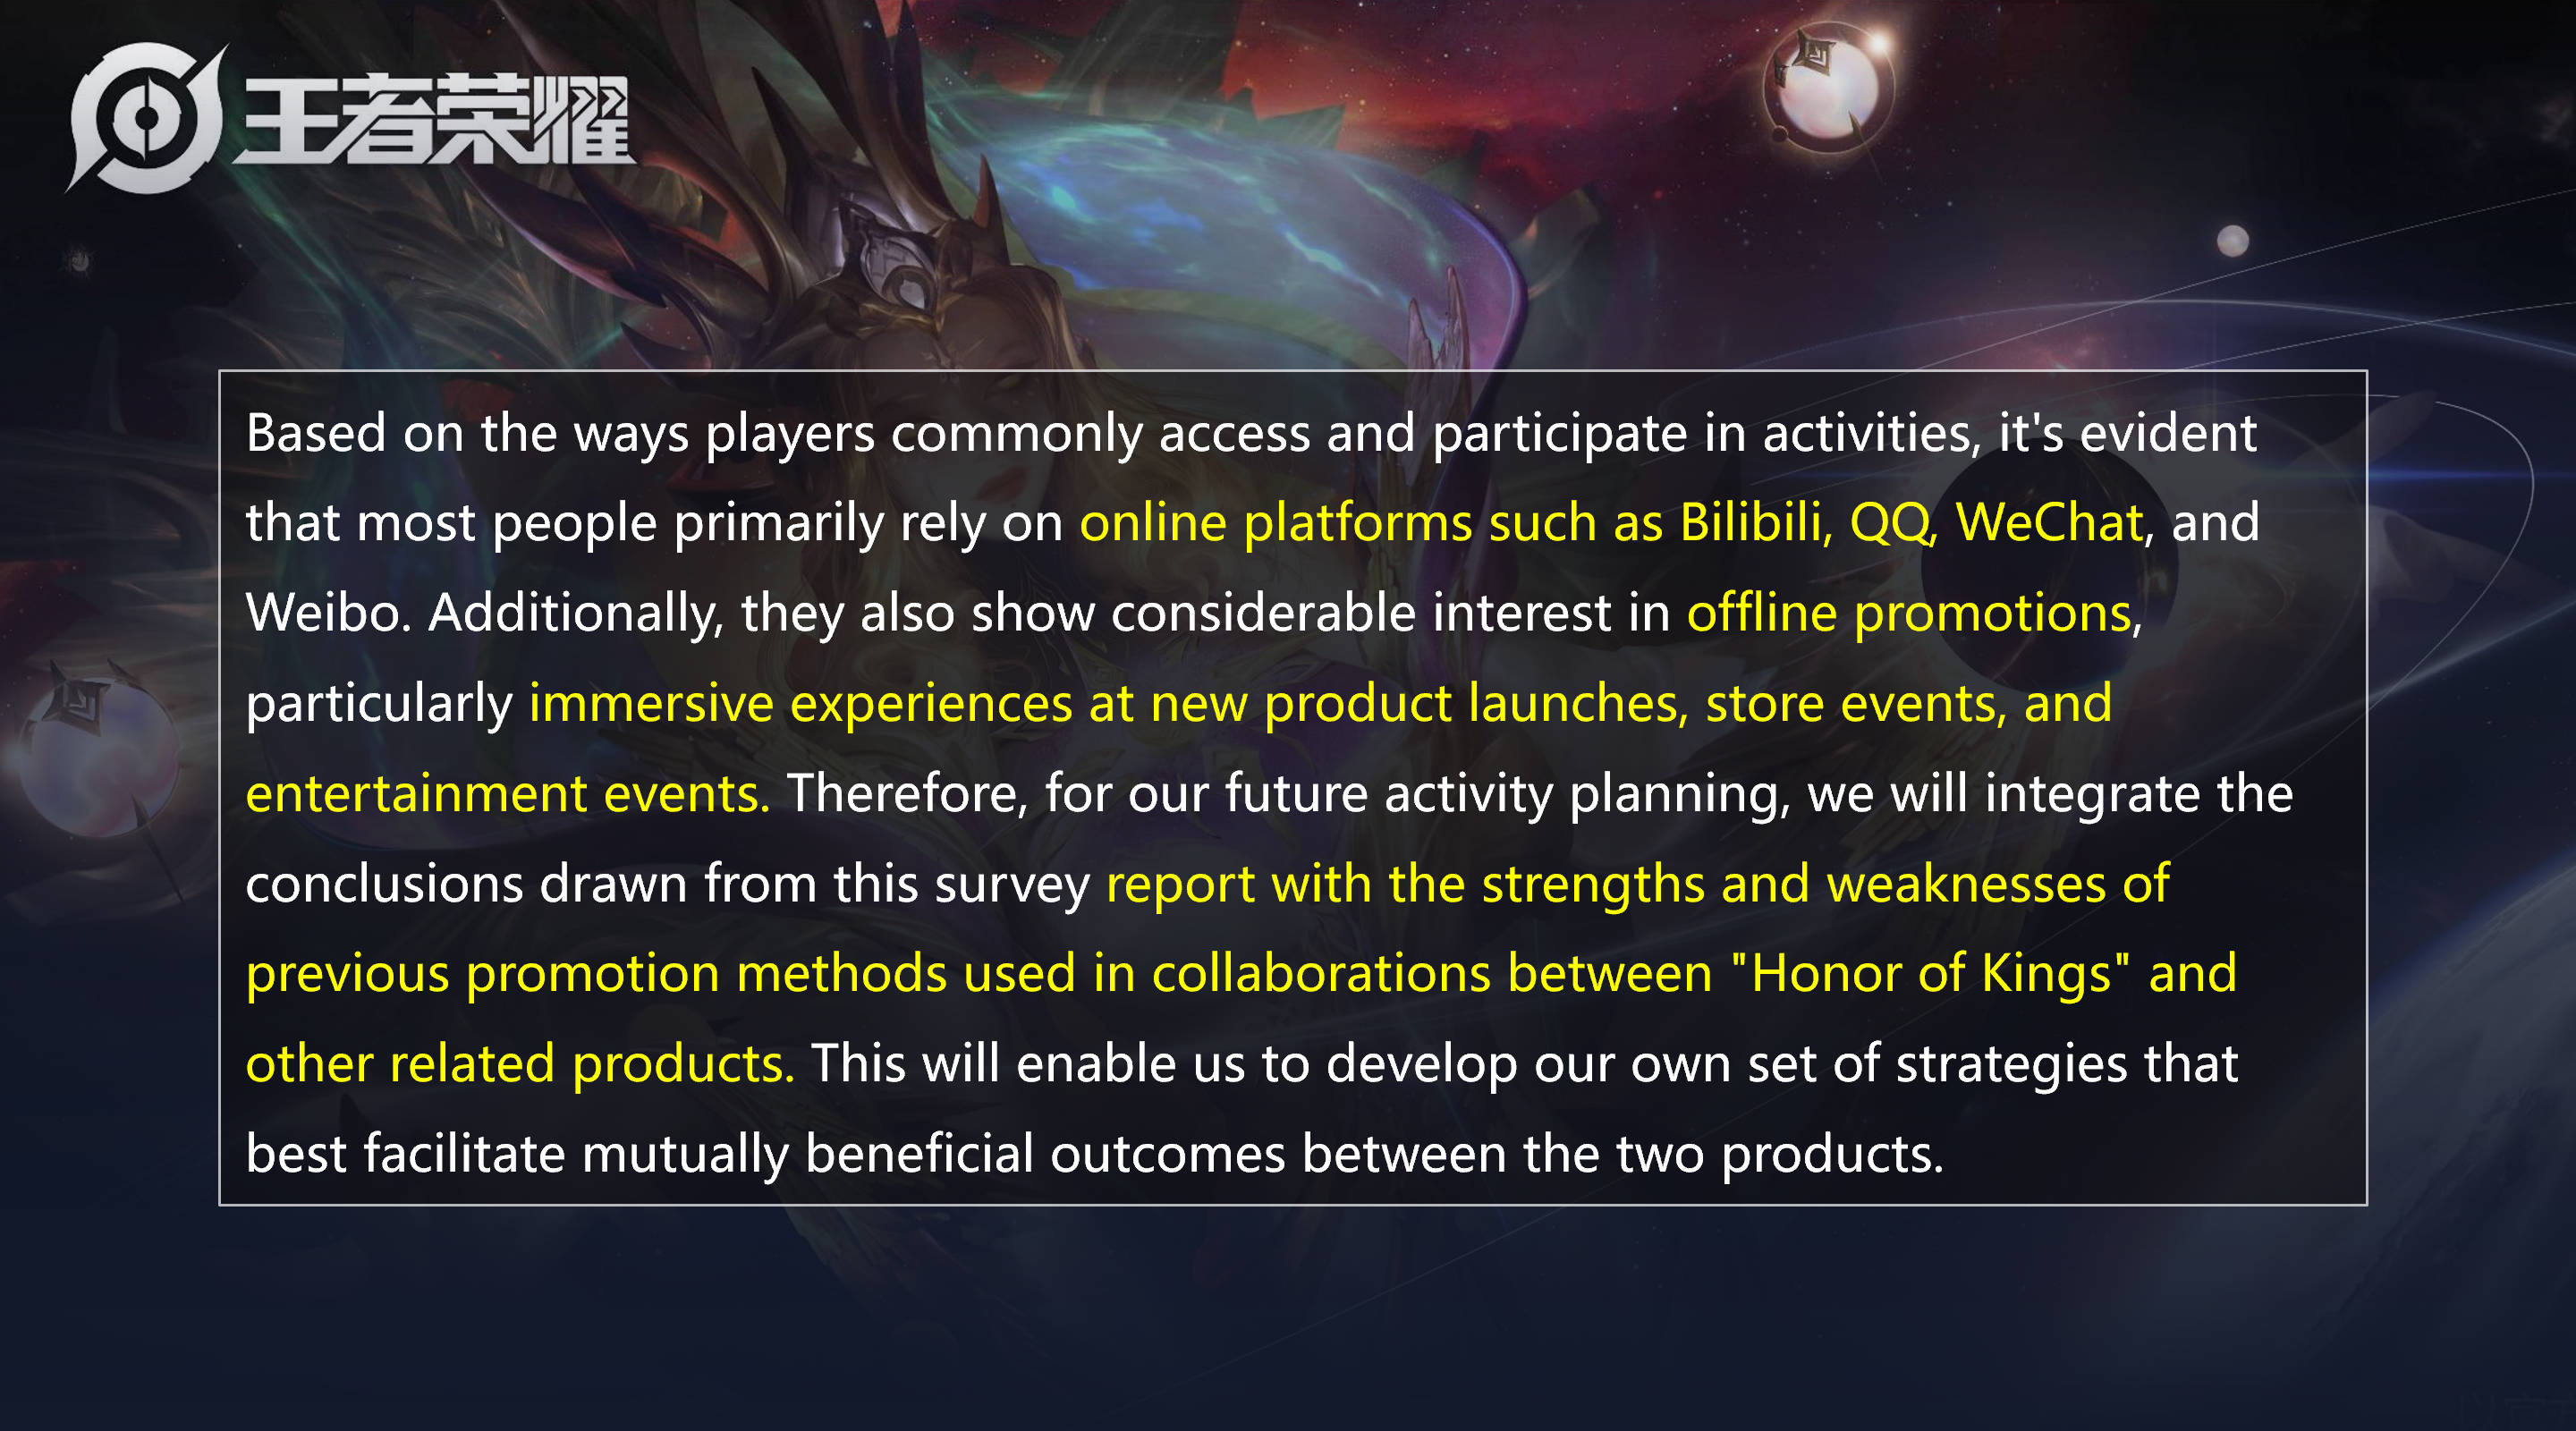 王者荣耀
Based on the ways players commonly access and participate in activities, it's evident
that most people primarily rely on online platforms such as Bilibili, QQ, WeChat, and
Weibo. Additionally, they also show considerable interest in offline promotions,
particularly immersive experiences at new product launches, store events, and
entertainment events. Therefore, for our future activity planning, we will integrate the
conclusions drawn from this survey report with the strengths and weaknesses of
previous promotion methods used in collaborations between "Honor of Kings" and
other related products. This will enable us to develop our own set of strategies that
best facilitate mutually beneficial outcomes between the two products.